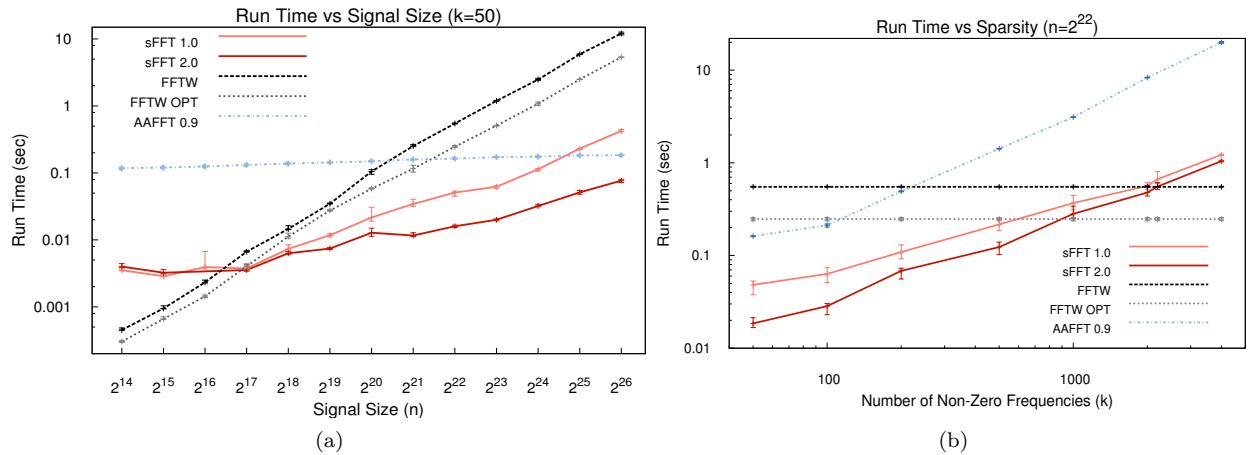 Run Time vs Signal Size (k=50)
Run Time (sec)
10
1
0.1
0.01
0.001
sFFT 1.0
sFFT 2.0
FFTW
FFTW OPT
AAFFT 0.9
2^14 2^15 2^16 2^17 2^18 2^19 2^20 2^21 2^22 2^23 2^24 2^25 2^26
Signal Size (n)
(a)
Run Time vs Sparsity (n=2^22)
Run Time (sec)
10
1
0.1
0.01
sFFT 1.0
sFFT 2.0
FFTW
FFTW OPT
AAFFT 0.9
100 1000
Number of Non-Zero Frequencies (k)
(b)